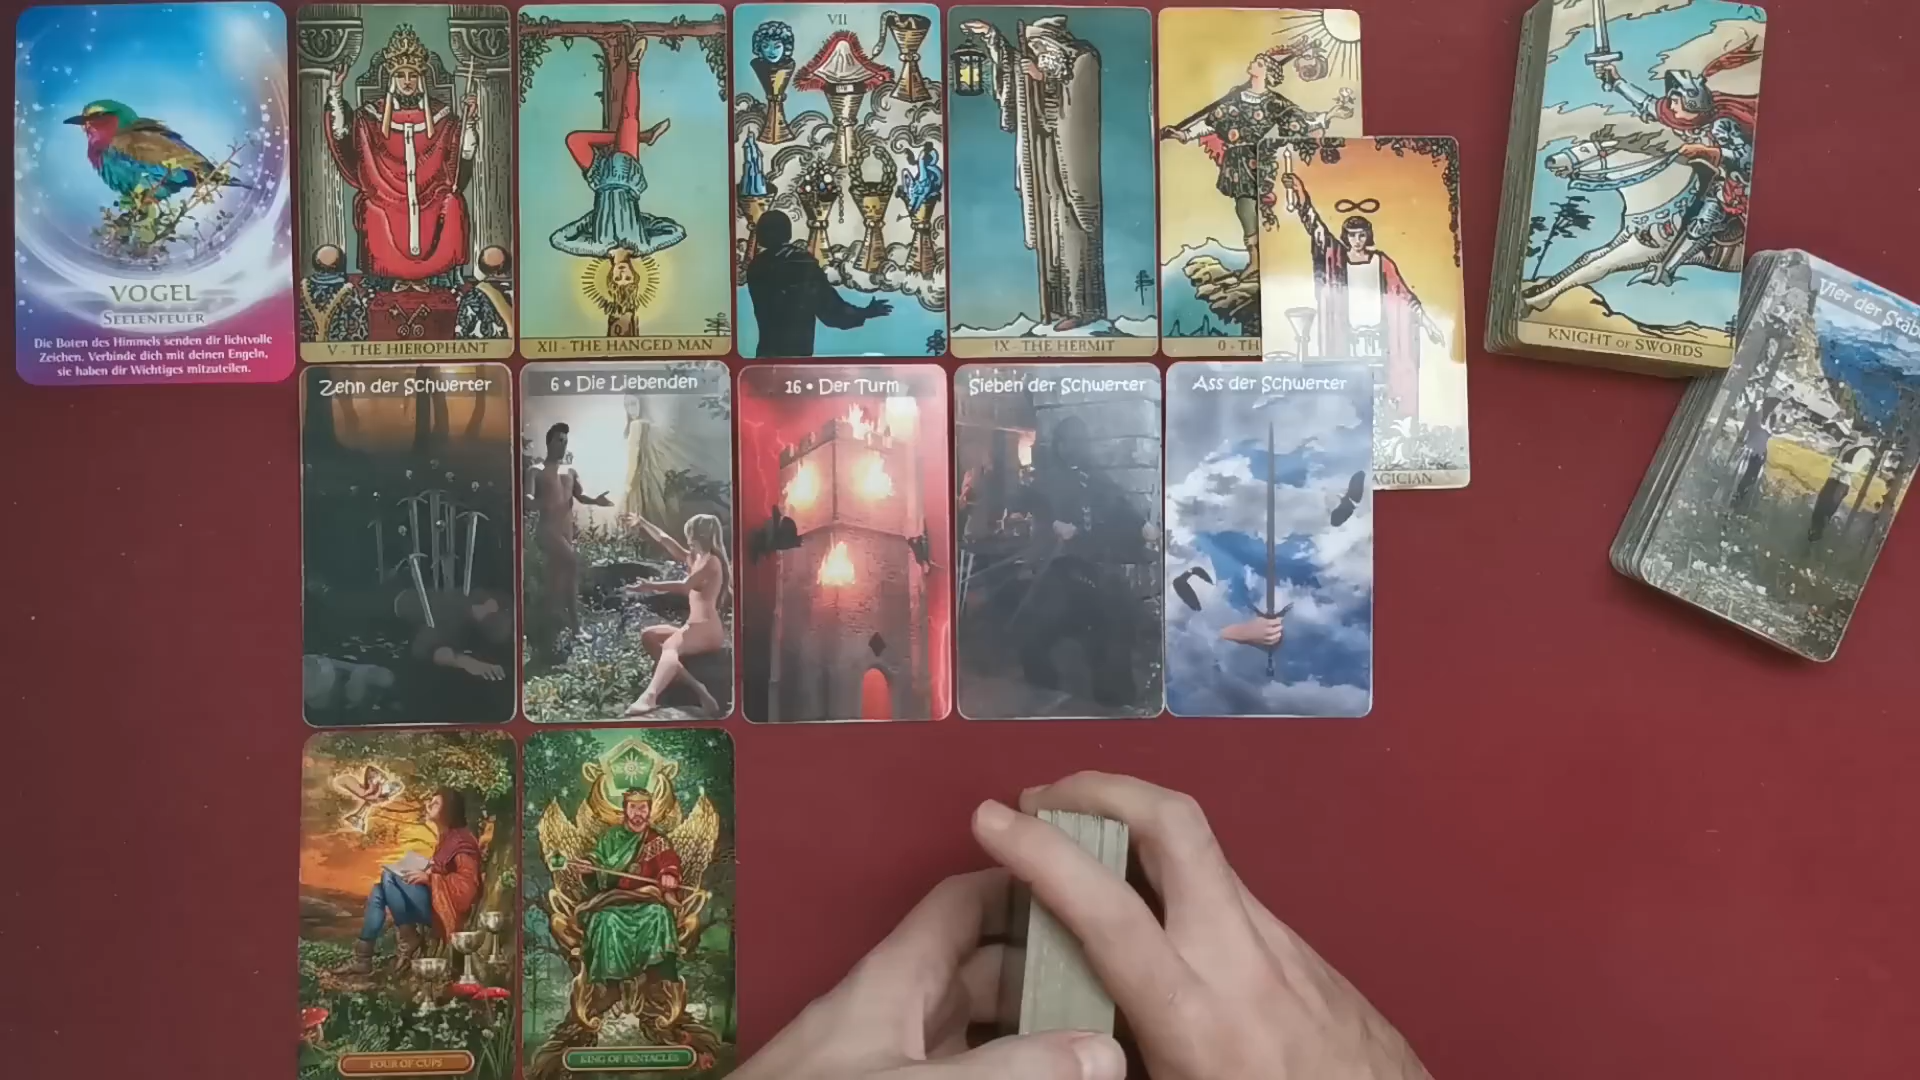 VOGEL
SEELENFEUER
Die Boten des Himmels senden dir lichtvolle
Zeichen. Verbinde dich mit deinen Engeln,
sie haben dir Wichtiges mitzuteilen.
V - THE HIEROPHANT
XII - THE HANGED MAN
VII
IX - THE HERMIT
0 - TH
AGICIAN
KNIGHT OF SWORDS
Vier der Stäb
Zehn der Schwerter
6 • Die Liebenden
16 • Der Turm
Sieben der Schwerter
Ass der Schwerter
FOUR OF CUPS
KING OF PENTACLES